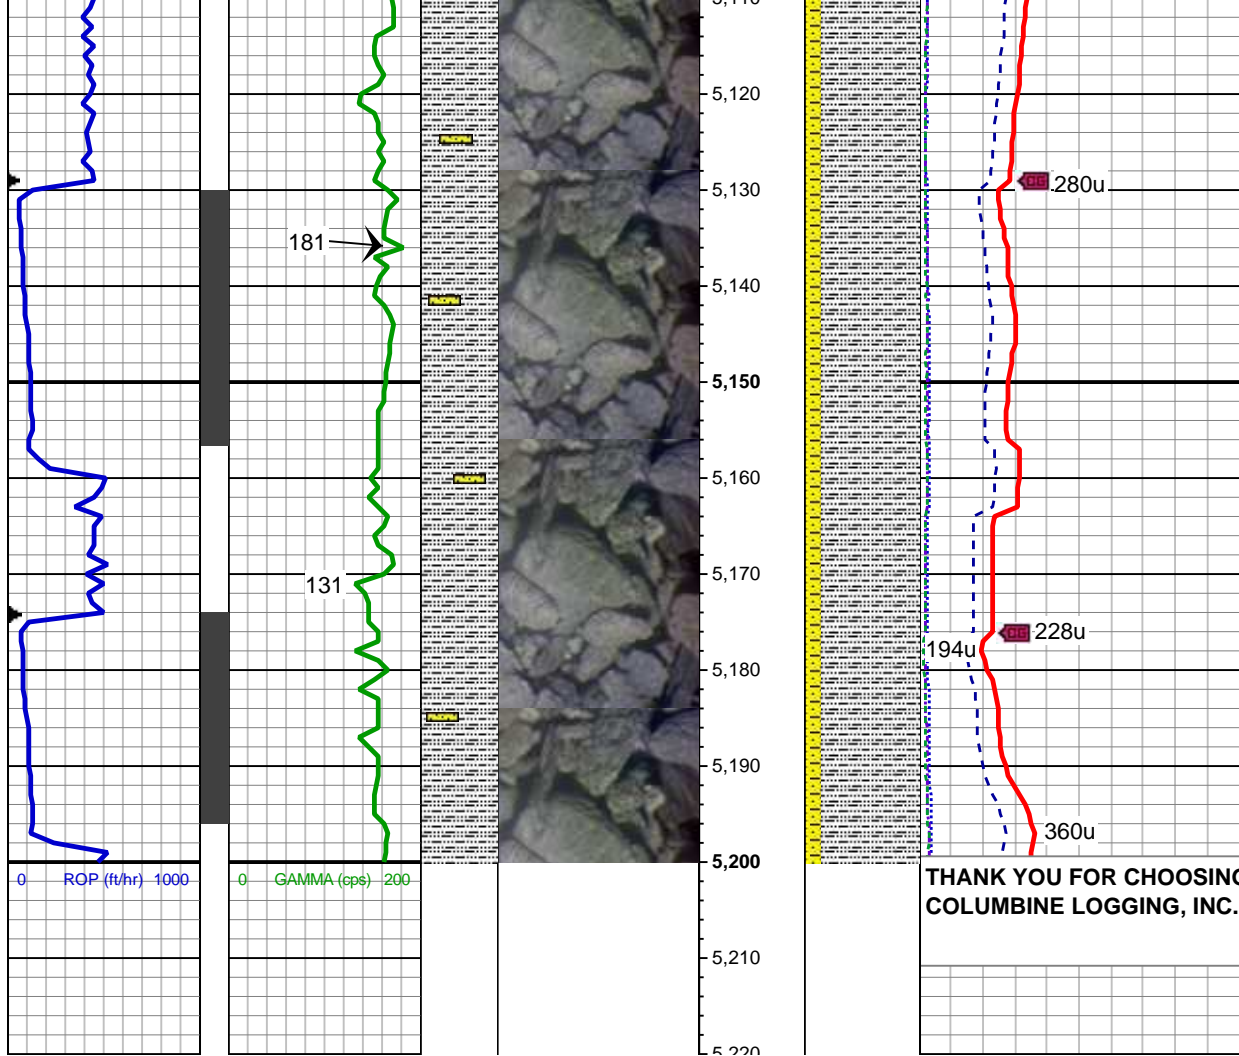 5,120
280u
5,130
181
5,140
5,150
5,160
131
5,170
CG 228u
194u
5,180
5,190
360u
5,200
0 ROP (ft/hr) 1000
0 GAMMA (cps) 200
THANK YOU FOR CHOOSING
COLUMBINE LOGGING, INC.
5,210